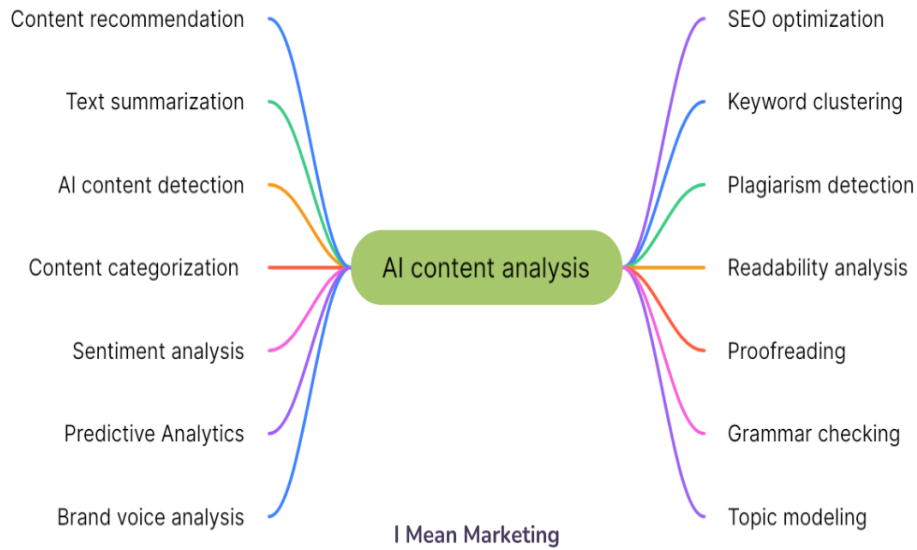 Content recommendation
Text summarization
AI content detection
Content categorization
Sentiment analysis
Predictive Analytics
Brand voice analysis
AI content analysis
SEO optimization
Keyword clustering
Plagiarism detection
Readability analysis
Proofreading
Grammar checking
Topic modeling
I Mean Marketing